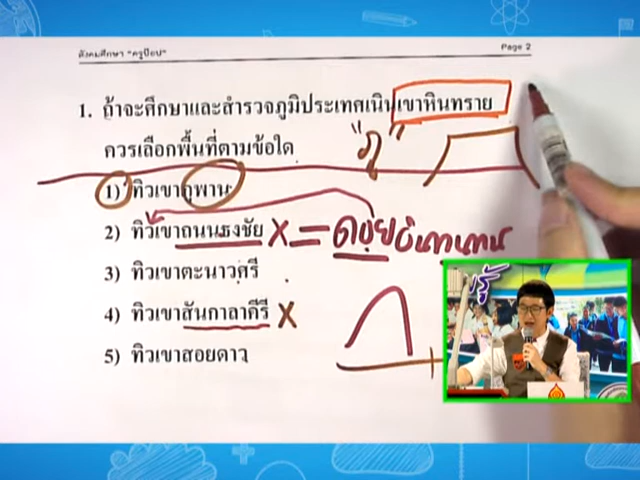 สังคมศึกษา "ครูป๊อป"
Page 2
1. ถ้าจะศึกษาและสำรวจภูมิประเทศเนินเขาหินทราย
ควรเลือกพื้นที่ตามข้อใด
"ภู"
1) ทิวเขาภูพาน
2) ทิวเขาถนนธงชัย X = ดอยอินทนนท์
3) ทิวเขาตะนาวศรี
4) ทิวเขาสันกาลาคีรี X
5) ทิวเขาสอยดาว